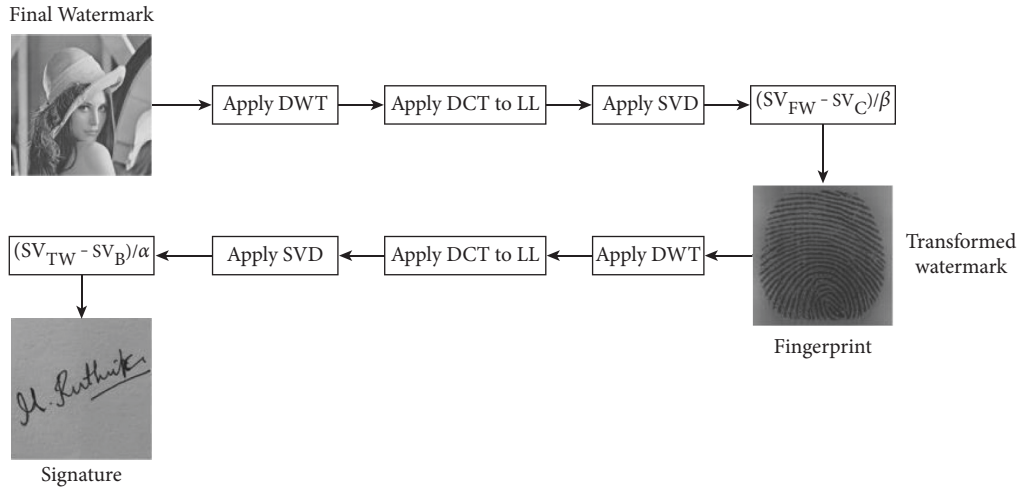 Final Watermark
Apply DWT
Apply DCT to LL
Apply SVD
(SV_FW - SV_C)/β
(SV_TW - SV_B)/α
Apply SVD
Apply DCT to LL
Apply DWT
Transformed
watermark
Fingerprint
M. Ruthvik
Signature